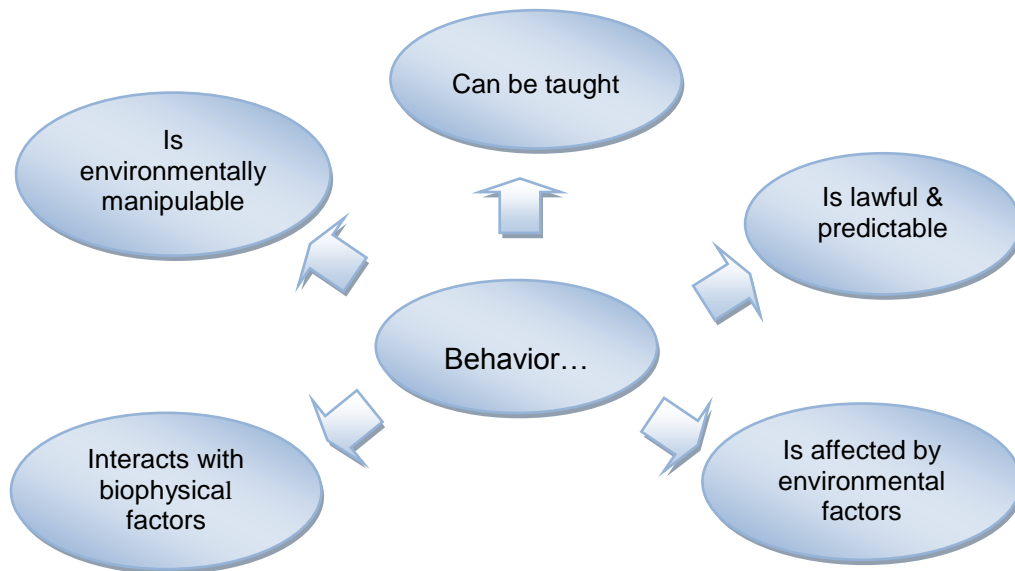 Can be taught
Is
environmentally
manipulable
Is lawful &
predictable
Behavior…
Interacts with
biophysical
factors
Is affected by
environmental
factors